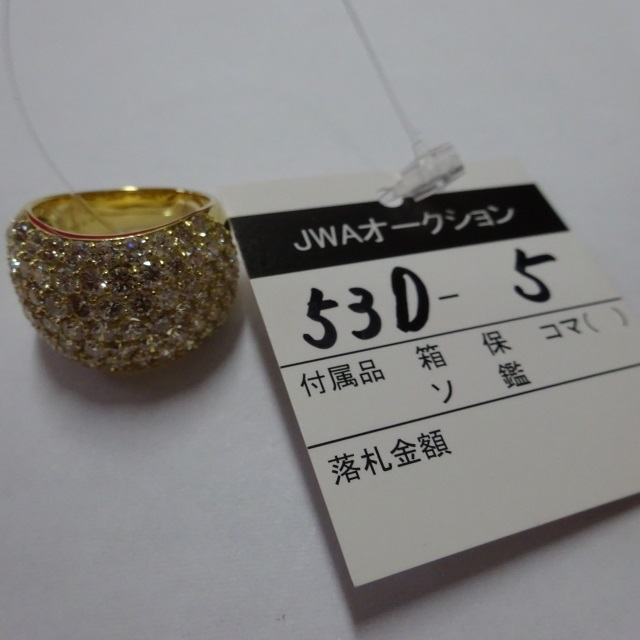 JWAオークション
530-5
付属品 箱 保 コマ( )
ソ 鑑
落札金額